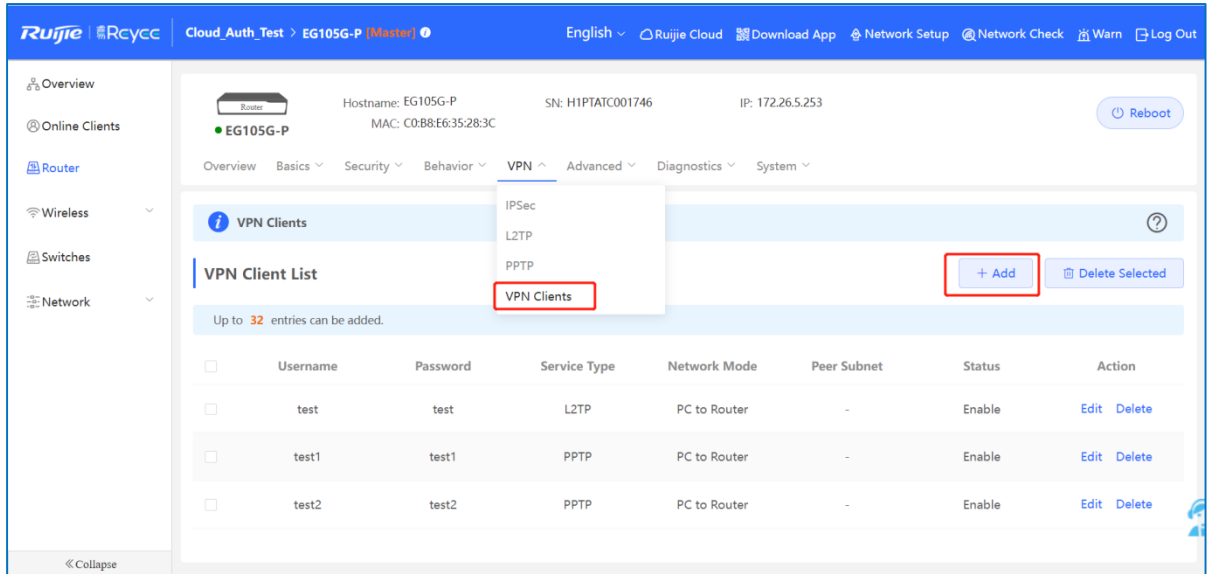 Ruijie | Rcycc Cloud_Auth_Test > EG105G-P [Master] English Ruijie Cloud Download App Network Setup Network Check Warn Log Out
Overview
Online Clients
Router
Wireless
Switches
Network
Collapse
Router
EG105G-P
Hostname: EG105G-P SN: H1PTATC001746 IP: 172.26.5.253
MAC: C0:B8:E6:35:28:3C
Reboot
Overview Basics Security Behavior VPN Advanced Diagnostics System
IPSec
L2TP
PPTP
VPN Clients
VPN Clients
VPN Client List + Add Delete Selected
Up to 32 entries can be added.
Username Password Service Type Network Mode Peer Subnet Status Action
test test L2TP PC to Router - Enable Edit Delete
test1 test1 PPTP PC to Router - Enable Edit Delete
test2 test2 PPTP PC to Router - Enable Edit Delete